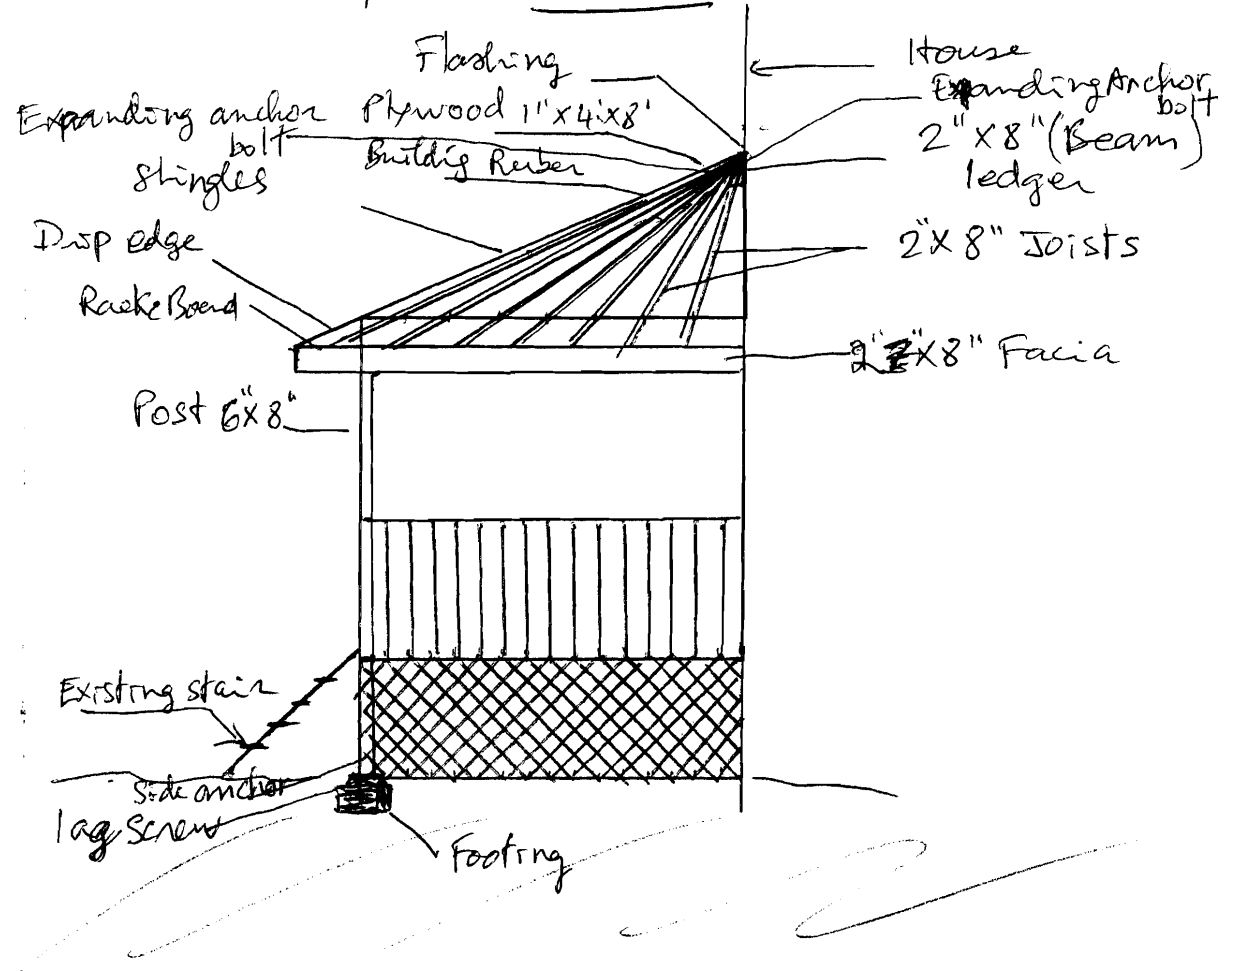 Flashing
House
Expanding Anchor
bolt
Expanding anchor
bolt
Plywood 1"x4'x8'
2"x8"(Beam)
ledger
Building Ruber
Shingles
Drip edge
2"x8" Joists
Rack Board
2"x8" Facia
Post 6"x8"
Existing stair
Side anchor
lag screw
Footing